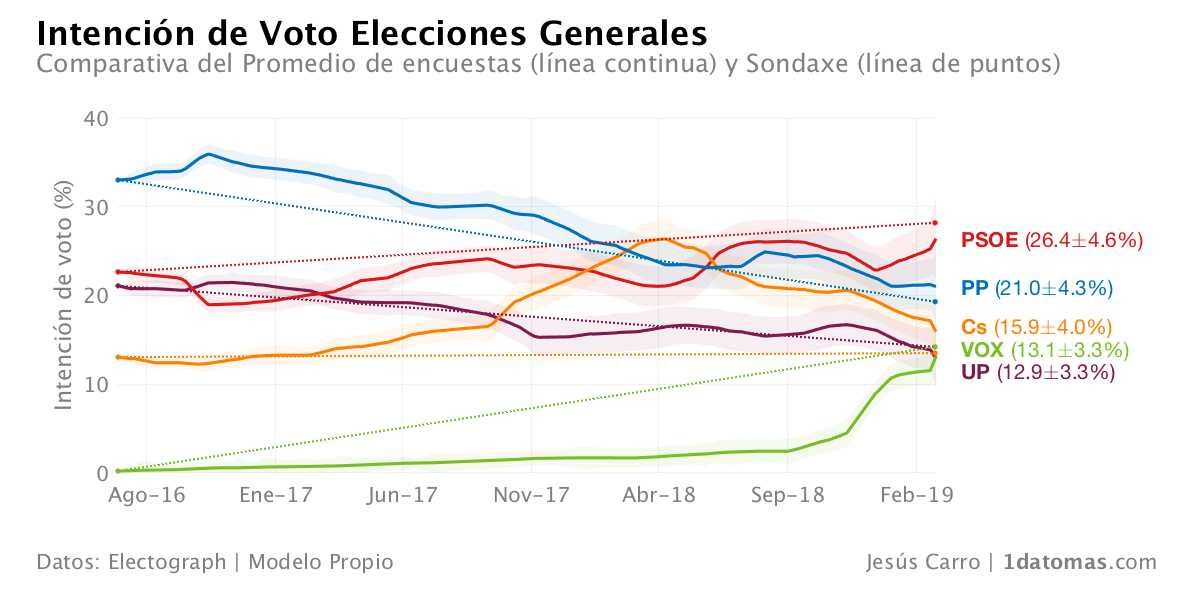 Intención de Voto Elecciones Generales
Comparativa del Promedio de encuestas (línea continua) y Sondaxe (línea de puntos)
Intención de voto (%)
40
30
20
10
0
Ago-16 Ene-17 Jun-17 Nov-17 Abr-18 Sep-18 Feb-19
PSOE (26.4±4.6%)
PP (21.0±4.3%)
Cs (15.9±4.0%)
VOX (13.1±3.3%)
UP (12.9±3.3%)
Datos: Electograph | Modelo Propio
Jesús Carro | 1datomas.com